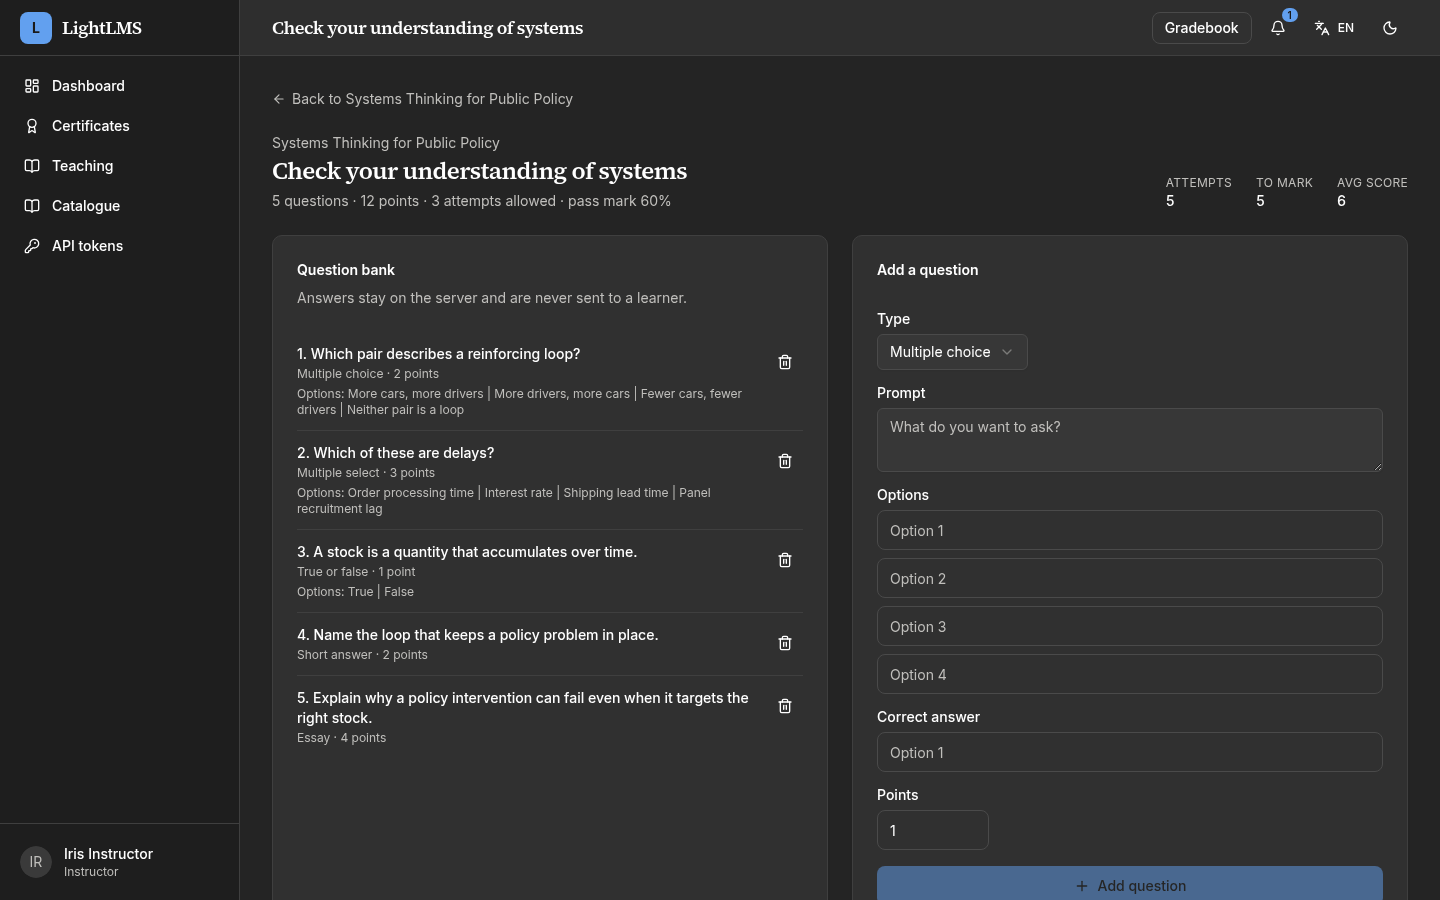 L LightLMS
Check your understanding of systems
Gradebook
1
EN
Dashboard
Certificates
Teaching
Catalogue
API tokens
Back to Systems Thinking for Public Policy
Systems Thinking for Public Policy
Check your understanding of systems
5 questions · 12 points · 3 attempts allowed · pass mark 60%
ATTEMPTS
5
TO MARK
5
AVG SCORE
6
Question bank
Answers stay on the server and are never sent to a learner.
1. Which pair describes a reinforcing loop?
Multiple choice · 2 points
Options: More cars, more drivers | More drivers, more cars | Fewer cars, fewer
drivers | Neither pair is a loop
2. Which of these are delays?
Multiple select · 3 points
Options: Order processing time | Interest rate | Shipping lead time | Panel
recruitment lag
3. A stock is a quantity that accumulates over time.
True or false · 1 point
Options: True | False
4. Name the loop that keeps a policy problem in place.
Short answer · 2 points
5. Explain why a policy intervention can fail even when it targets the
right stock.
Essay · 4 points
Add a question
Type
Multiple choice
Prompt
What do you want to ask?
Options
Option 1
Option 2
Option 3
Option 4
Correct answer
Option 1
Points
1
+ Add question
IR
Iris Instructor
Instructor